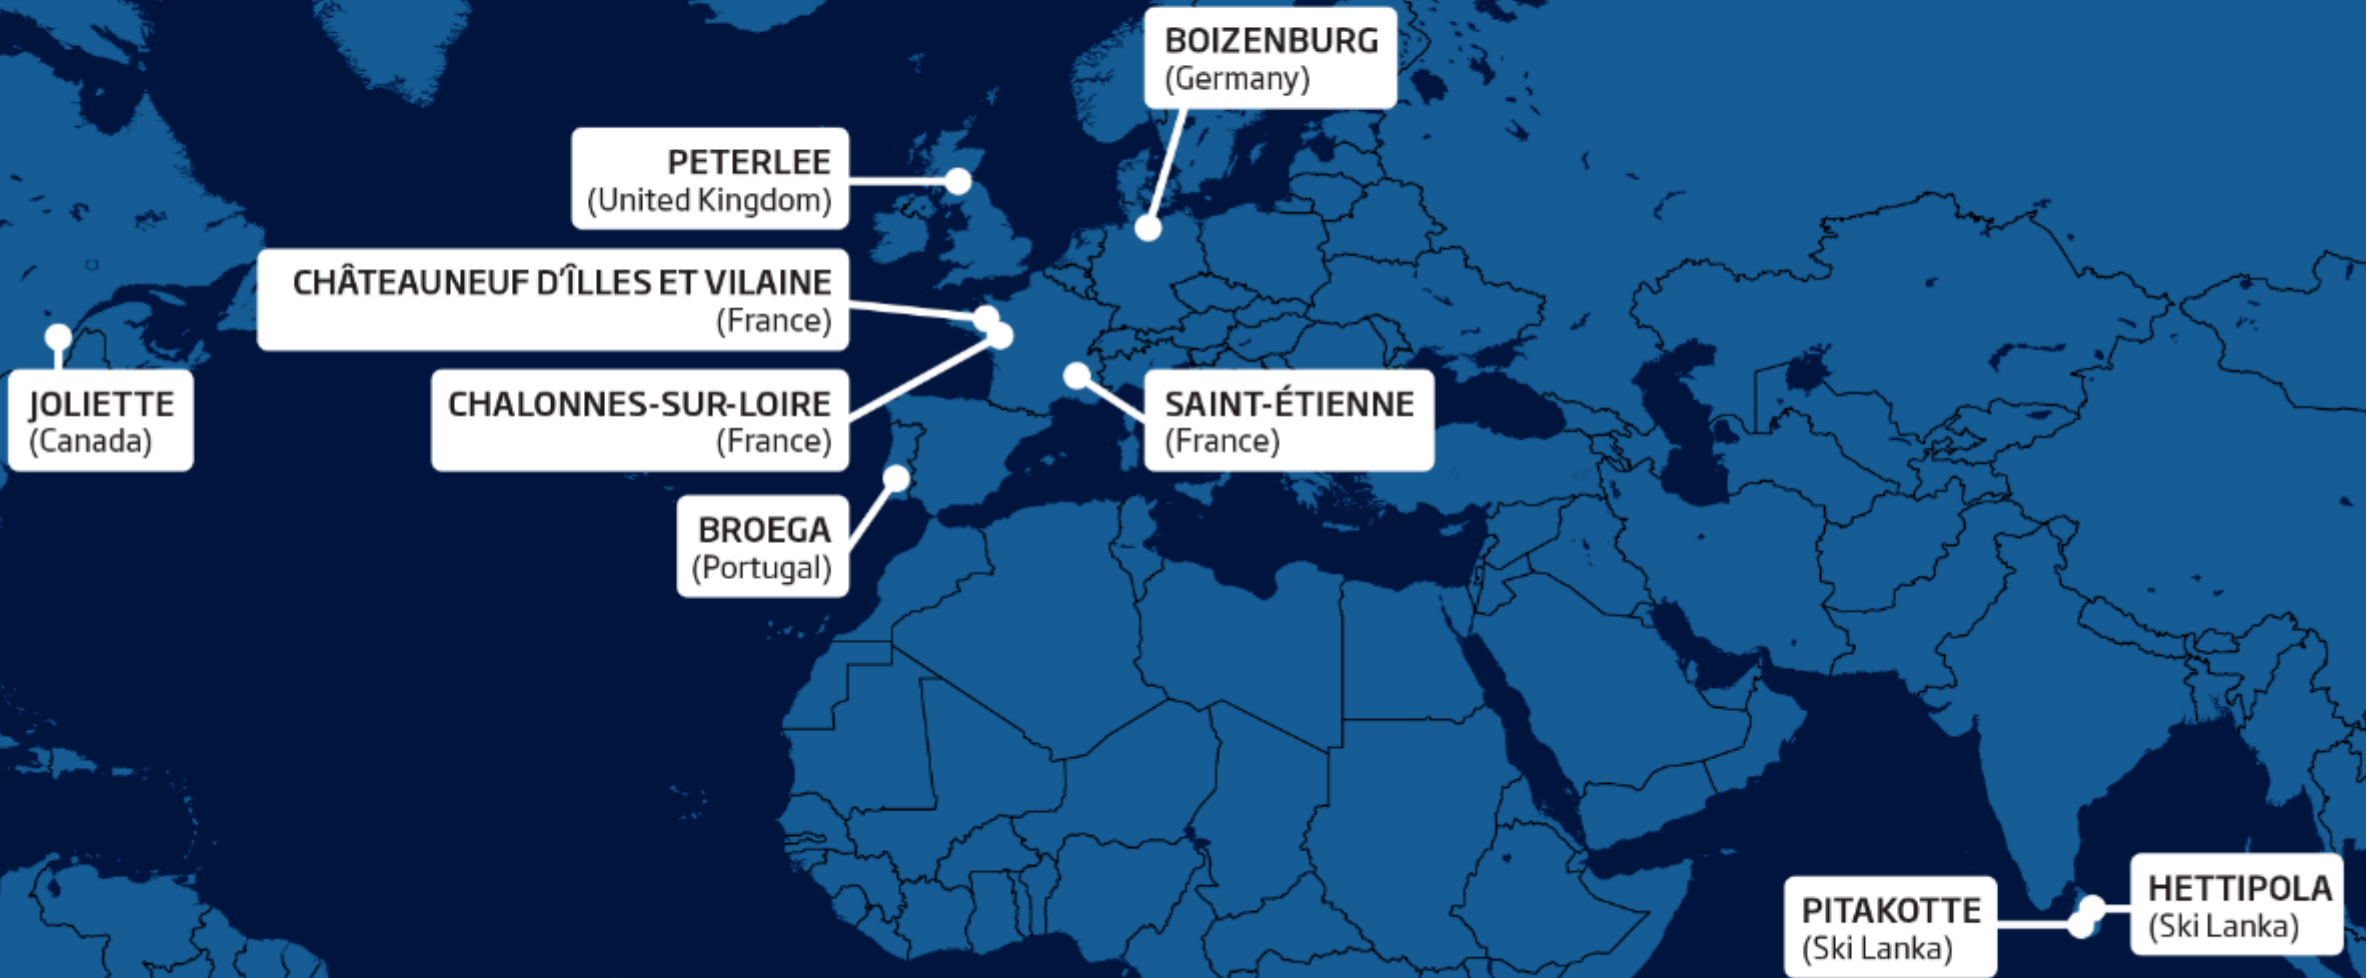 BOIZENBURG
(Germany)
PETERLEE
(United Kingdom)
CHÂTEAUNEUF D'ÎLLES ET VILAINE
(France)
JOLIETTE
(Canada)
CHALONNES-SUR-LOIRE
(France)
SAINT-ÉTIENNE
(France)
BROEGA
(Portugal)
PITAKOTTE
(Ski Lanka)
HETTIPOLA
(Ski Lanka)